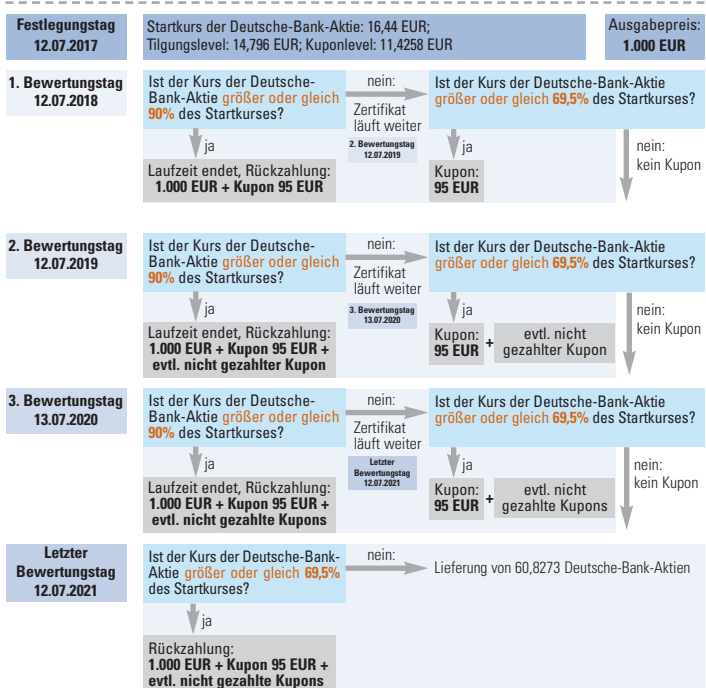 Festlegungstag
12.07.2017
Startkurs der Deutsche-Bank-Aktie: 16,44 EUR;
Tilgungslevel: 14,796 EUR; Kuponlevel: 11,4258 EUR
Ausgabepreis:
1.000 EUR
1. Bewertungstag
12.07.2018
Ist der Kurs der Deutsche-
Bank-Aktie größer oder gleich
90% des Startkurses?
nein:
Zertifikat
läuft weiter
2. Bewertungstag
12.07.2019
Ist der Kurs der Deutsche-Bank-Aktie
größer oder gleich 69,5% des Startkurses?
ja
Laufzeit endet, Rückzahlung:
1.000 EUR + Kupon 95 EUR
ja
Kupon:
95 EUR
nein:
kein Kupon
2. Bewertungstag
12.07.2019
Ist der Kurs der Deutsche-
Bank-Aktie größer oder gleich
90% des Startkurses?
nein:
Zertifikat
läuft weiter
3. Bewertungstag
13.07.2020
Ist der Kurs der Deutsche-Bank-Aktie
größer oder gleich 69,5% des Startkurses?
ja
Laufzeit endet, Rückzahlung:
1.000 EUR + Kupon 95 EUR +
evtl. nicht gezahlter Kupon
ja
Kupon:
95 EUR
+
evtl. nicht
gezahlter Kupon
nein:
kein Kupon
3. Bewertungstag
13.07.2020
Ist der Kurs der Deutsche-
Bank-Aktie größer oder gleich
90% des Startkurses?
nein:
Zertifikat
läuft weiter
Letzter
Bewertungstag
12.07.2021
Ist der Kurs der Deutsche-Bank-Aktie
größer oder gleich 69,5% des Startkurses?
ja
Laufzeit endet, Rückzahlung:
1.000 EUR + Kupon 95 EUR +
evtl. nicht gezahlte Kupons
ja
Kupon:
95 EUR
+
evtl. nicht
gezahlte Kupons
nein:
kein Kupon
Letzter
Bewertungstag
12.07.2021
Ist der Kurs der Deutsche-Bank-
Aktie größer oder gleich 69,5%
des Startkurses?
nein:
Lieferung von 60,8273 Deutsche-Bank-Aktien
ja
Rückzahlung:
1.000 EUR + Kupon 95 EUR +
evtl. nicht gezahlte Kupons